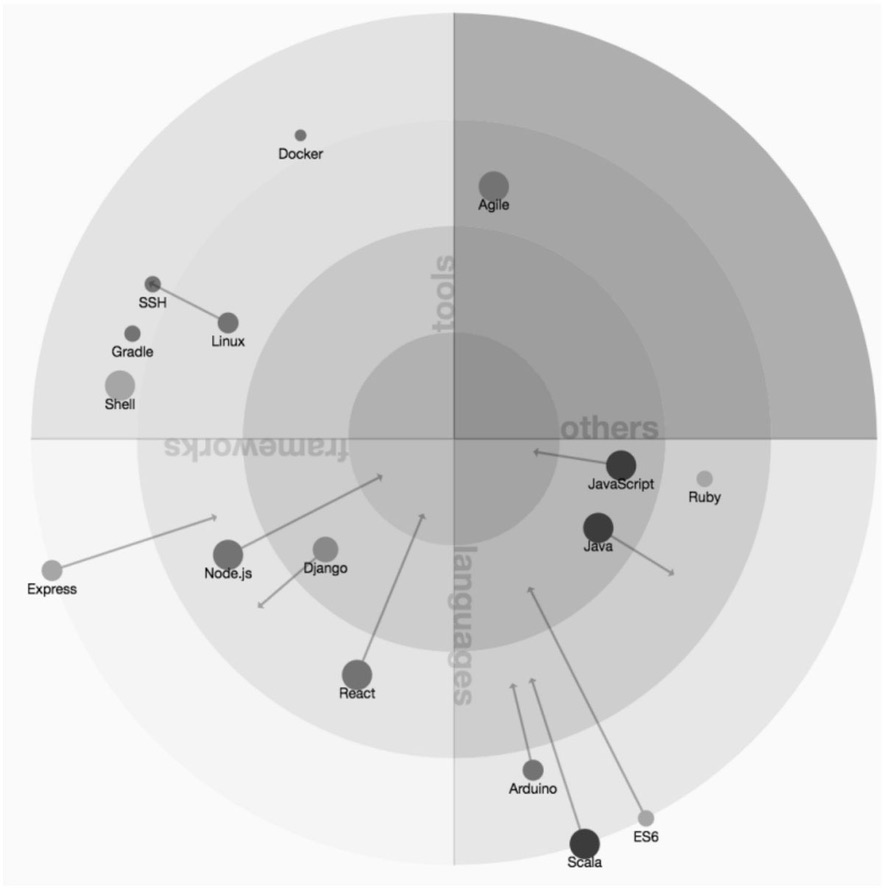 Docker
Agile
tools
SSH
Linux
Gradle
Shell
others
frameworks
JavaScript
Ruby
Java
Express
Node.js
Django
languages
React
Arduino
ES6
Scala